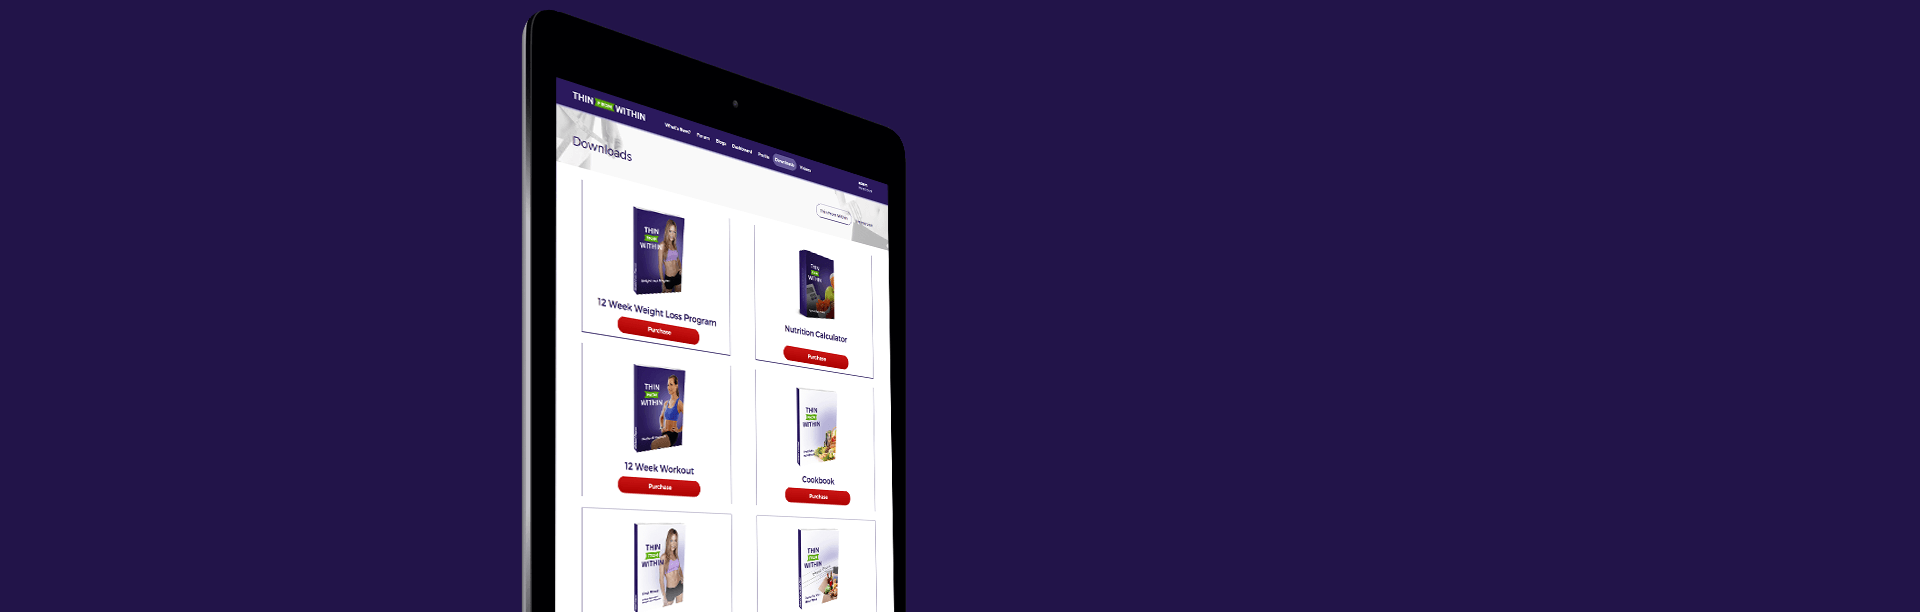 THIN FROM WITHIN
What's New? Forum Blogs Dashboard Profile Downloads Videos
Downloads
THIN
FROM
WITHIN
12 Week Weight Loss Program
Purchase
THIN
FROM
WITHIN
Nutrition Calculator
Purchase
THIN
FROM
WITHIN
12 Week Workout
Purchase
THIN
FROM
WITHIN
Cookbook
Purchase
THIN
FROM
WITHIN
THIN
FROM
WITHIN